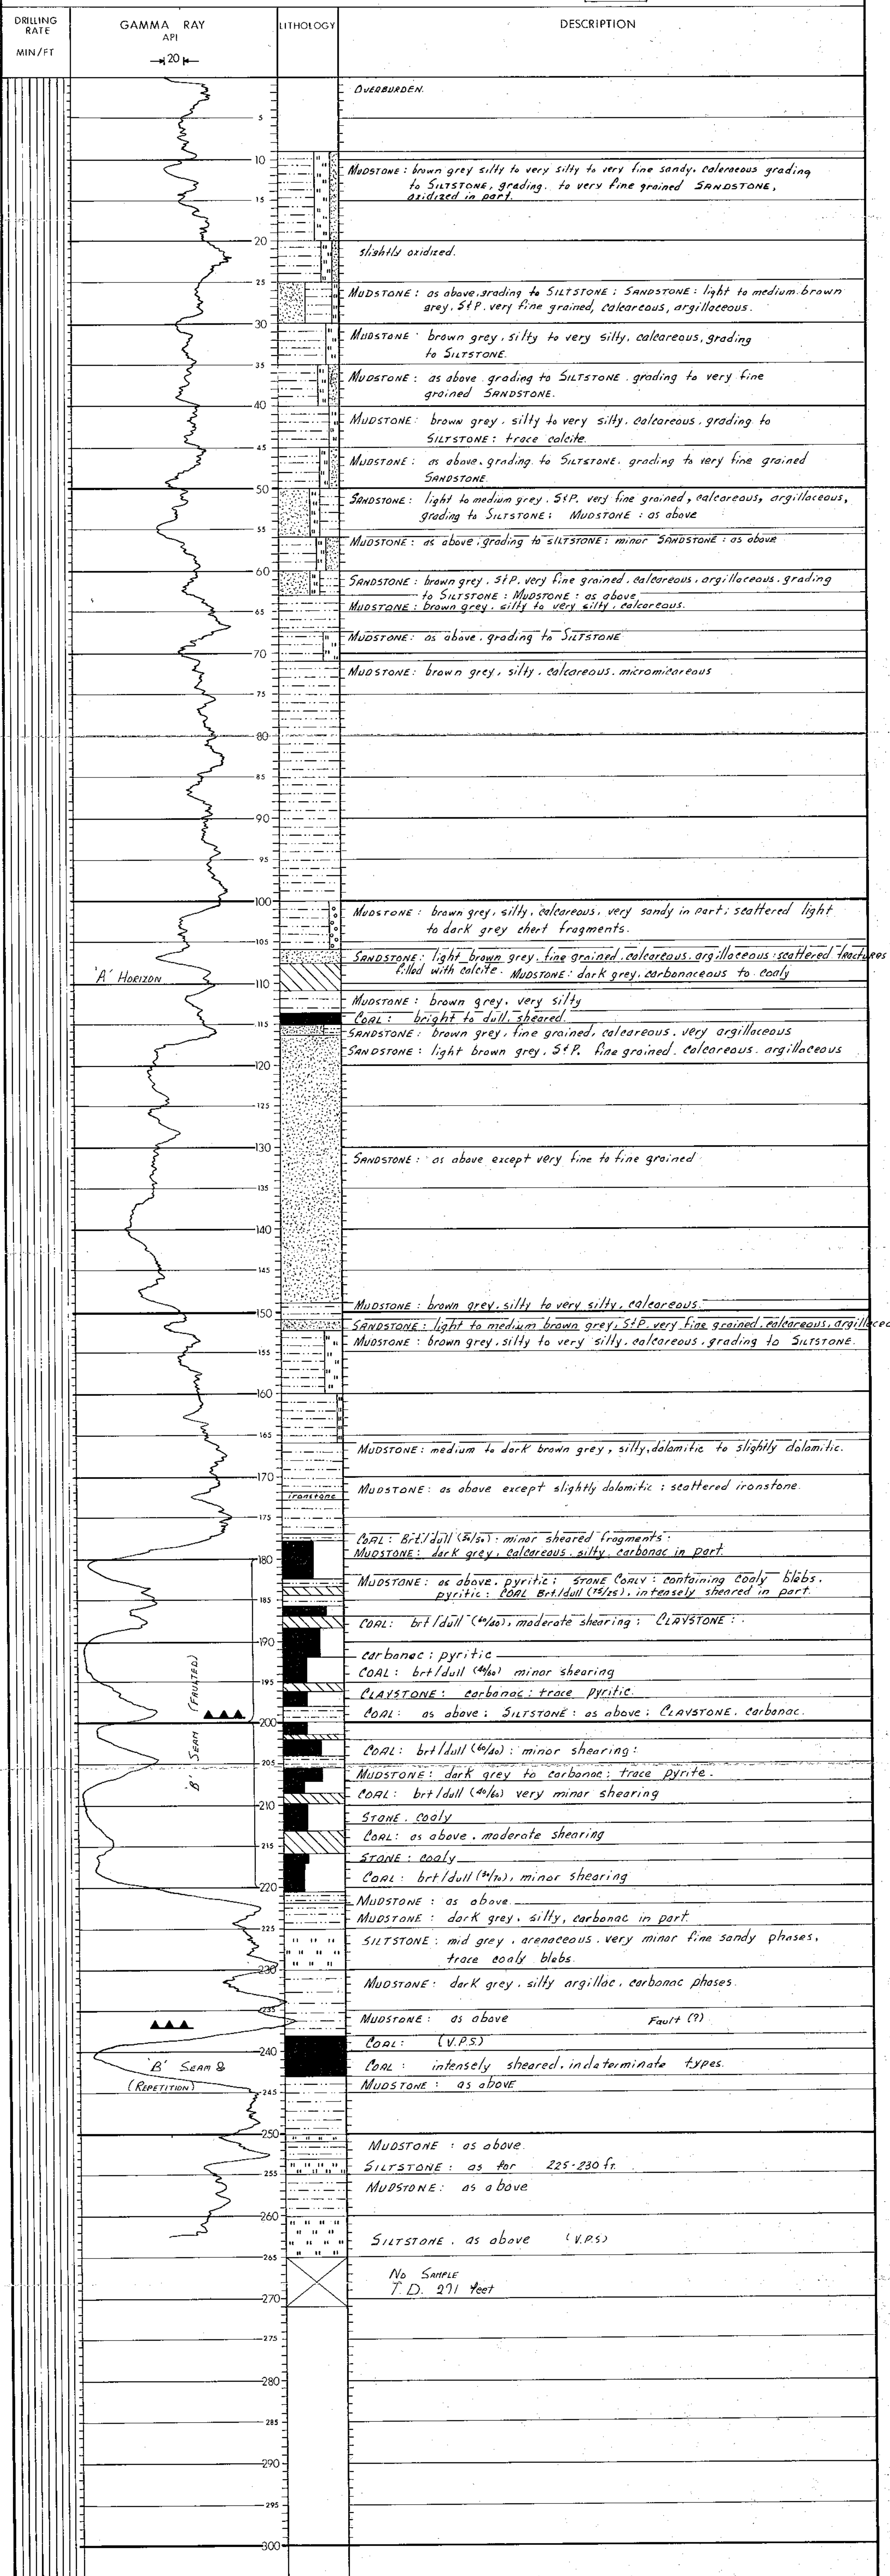 DRILLING RATE MIN/FT
GAMMA RAY API
20
LITHOLOGY
DESCRIPTION
OVERBURDEN.
5
10
MUDSTONE: brown grey silty to very silty to very fine sandy, calcareous grading
to SILTSTONE, grading. to very fine grained SANDSTONE,
oxidized in part.
15
20
slightly oxidized.
25
MUDSTONE: as above, grading to SILTSTONE; SANDSTONE: light to medium brown
grey, S&P, very fine grained, calcareous, argillaceous.
30
MUDSTONE: brown grey, silty to very silty, calcareous, grading
to SILTSTONE.
35
MUDSTONE: as above grading to SILTSTONE. grading to very fine
grained SANDSTONE.
40
MUDSTONE: brown grey, silty to very silty, calcareous, grading to
SILTSTONE: trace calcite.
45
MUDSTONE: as above, grading to SILTSTONE. grading to very fine grained
SANDSTONE.
50
SANDSTONE: light to medium grey, S&P, very fine grained, calcareous, argillaceous,
grading to SILTSTONE; MUDSTONE: as above
55
MUDSTONE: as above, grading to SILTSTONE; minor SANDSTONE: as above
60
SANDSTONE: brown grey, S&P, very fine grained, calcareous, argillaceous, grading
to SILTSTONE: MUDSTONE: as above
MUDSTONE: brown grey, silty to very silty, calcareous.
65
MUDSTONE: as above, grading to SILTSTONE
70
MUDSTONE: brown grey, silty, calcareous, micromicareous
75
80
85
90
95
100
MUDSTONE: brown grey, silty, calcareous, very sandy in part; scattered light
to dark grey chert fragments.
105
SANDSTONE: light brown grey, fine grained, calcareous, argillaceous: scattered fractures
filled with calcite. MUDSTONE: dark grey, carbonaceous to coaly
'A' HORIZON
110
MUDSTONE: brown grey, very silty
COAL: bright to dull, sheared
115
SANDSTONE: brown grey, fine grained, calcareous, very argillaceous
SANDSTONE: light brown grey, S&P, fine grained, calcareous, argillaceous
120
125
130
SANDSTONE: as above except very fine to fine grained
135
140
145
MUDSTONE: brown grey, silty to very silty, calcareous.
150
SANDSTONE: light to medium brown grey, S&P, very fine grained, calcareous, argillaceo
MUDSTONE: brown grey, silty to very silty, calcareous, grading to SILTSTONE.
155
160
165
MUDSTONE: medium to dark brown grey, silty, dolomitic to slightly dolomitic.
170
MUDSTONE: as above except slightly dolomitic; scattered ironstone.
ironstone
175
COAL: Brt/dull: minor sheared fragments:
MUDSTONE: dark grey, calcareous, silty, carbonac in part.
180
MUDSTONE: as above, pyritic; STONE COALY: containing coaly blebs,
pyritic: COAL Brt/dull (75/25), intensely sheared in part.
185
COAL: brt/dull (60/40), moderate shearing; CLAYSTONE:
190
carbonac; pyritic
COAL: brt/dull (40/60) minor shearing
195
CLAYSTONE: carbonac: trace pyritic.
COAL: as above; SILTSTONE: as above; CLAYSTONE. carbonac.
200
'B' SEAM (FAULTED)
COAL: brt/dull (60/40): minor shearing:
205
MUDSTONE: dark grey to carbonac; trace pyrite.
COAL: brt/dull (40/60) very minor shearing
210
STONE. coaly
COAL: as above, moderate shearing
215
STONE: coaly
COAL: brt/dull (30/70), minor shearing
220
MUDSTONE: as above
MUDSTONE: dark grey, silty, carbonac in part.
225
SILTSTONE: mid grey, arenaceous, very minor fine sandy phases,
trace coaly blebs.
230
MUDSTONE: dark grey, silty argillac, carbonac phases.
235
MUDSTONE: as above Fault (?)
COAL: (V.P.S)
240
'B' SEAM
COAL: intensely sheared, indeterminate types.
(REPETITION)
MUDSTONE: as above
245
250
MUDSTONE: as above.
SILTSTONE: as for 225-230 ft.
255
MUDSTONE: as above
260
SILTSTONE. as above (V.P.S)
265
NO SAMPLE
T.D. 271 feet
270
275
280
285
290
295
300